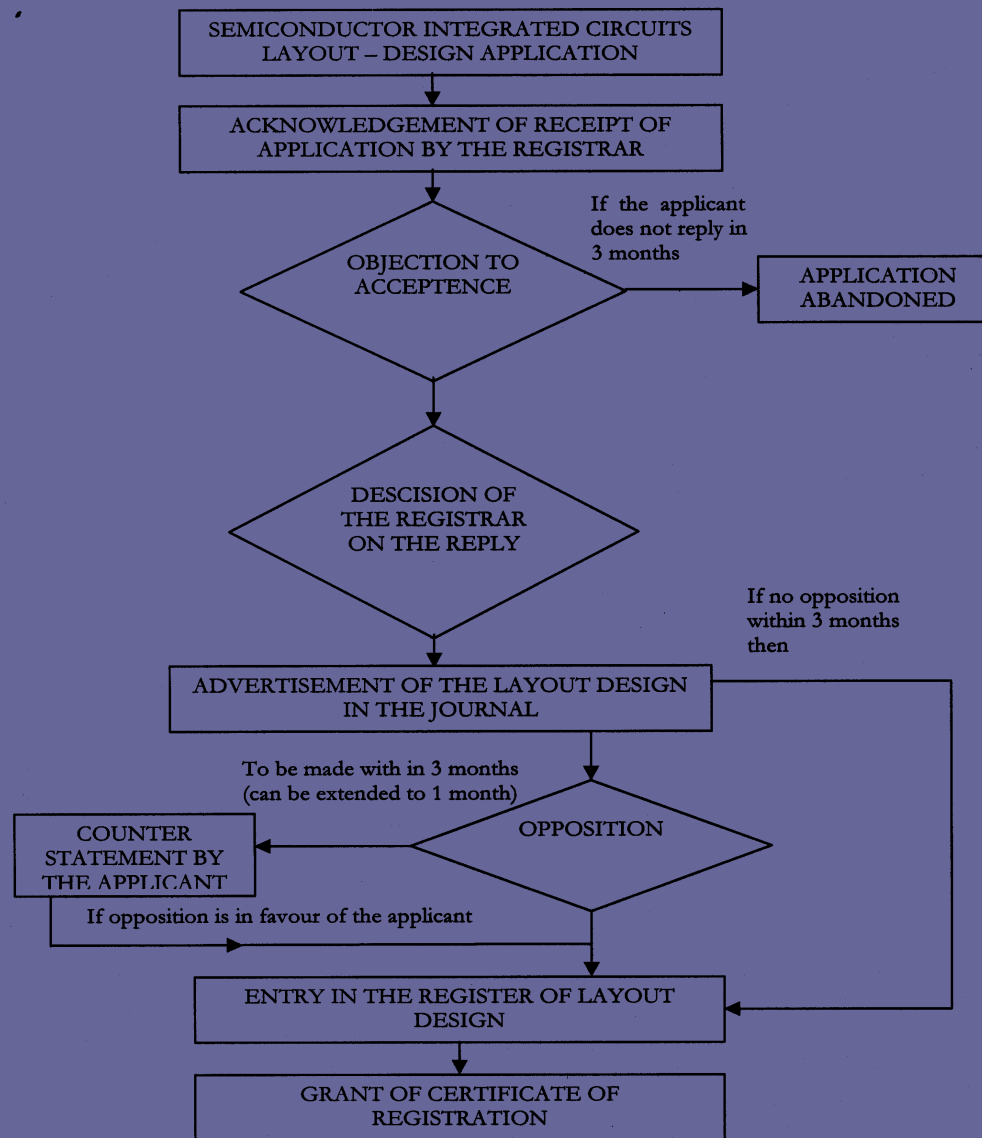 SEMICONDUCTOR INTEGRATED CIRCUITS
LAYOUT – DESIGN APPLICATION
ACKNOWLEDGEMENT OF RECEIPT OF
APPLICATION BY THE REGISTRAR
If the applicant
does not reply in
3 months
OBJECTION TO
ACCEPTENCE
APPLICATION
ABANDONED
DESCISION OF
THE REGISTRAR
ON THE REPLY
If no opposition
within 3 months
then
ADVERTISEMENT OF THE LAYOUT DESIGN
IN THE JOURNAL
To be made with in 3 months
(can be extended to 1 month)
OPPOSITION
COUNTER
STATEMENT BY
THE APPLICANT
If opposition is in favour of the applicant
ENTRY IN THE REGISTER OF LAYOUT
DESIGN
GRANT OF CERTIFICATE OF
REGISTRATION